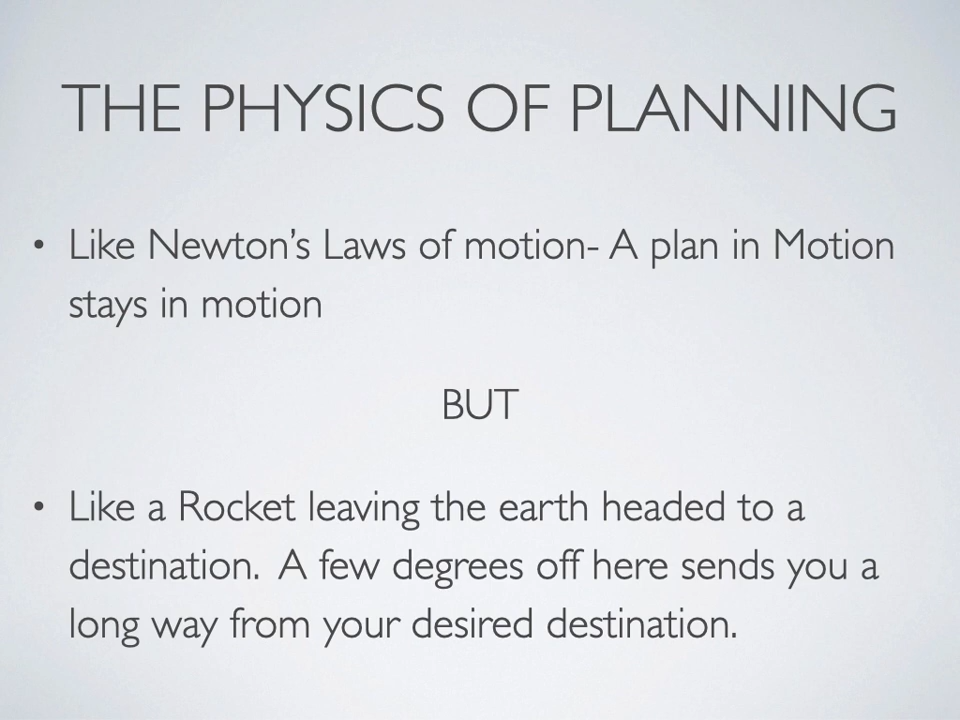 THE PHYSICS OF PLANNING
• Like Newton’s Laws of motion- A plan in Motion
stays in motion
BUT
• Like a Rocket leaving the earth headed to a
destination.  A few degrees off here sends you a
long way from your desired destination.